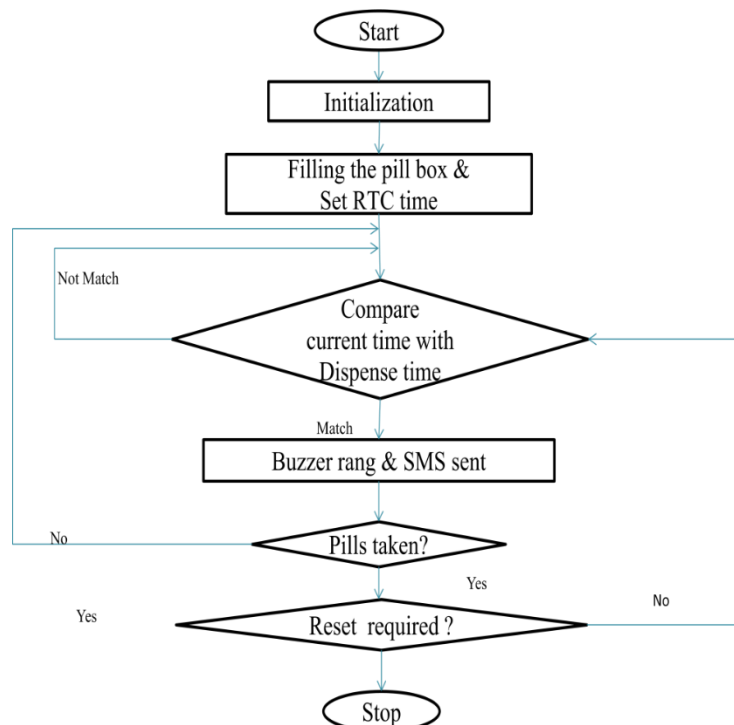 Start
Initialization
Filling the pill box &
Set RTC time
Not Match
Compare
current time with
Dispense time
Match
Buzzer rang & SMS sent
No
Pills taken?
Yes
Yes
No
Reset required ?
Stop